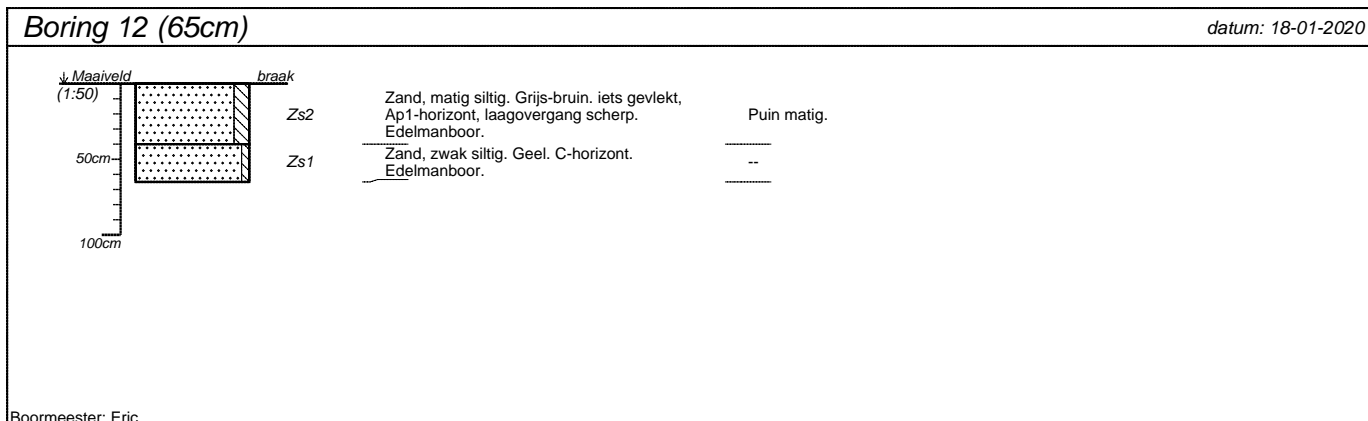 Boring 12 (65cm)
datum: 18-01-2020
Maaiveld
braak
(1:50)
Zs2
Zand, matig siltig. Grijs-bruin. iets gevlekt,
Ap1-horizont, laagovergang scherp.
Edelmanboor.
Puin matig.
50cm
Zs1
Zand, zwak siltig. Geel. C-horizont.
Edelmanboor.
--
100cm
Boormeester: Eric